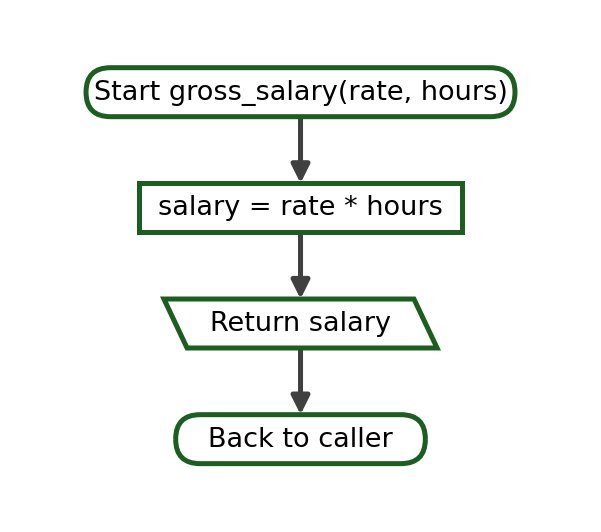 Start gross_salary(rate, hours)
salary = rate * hours
Return salary
Back to caller